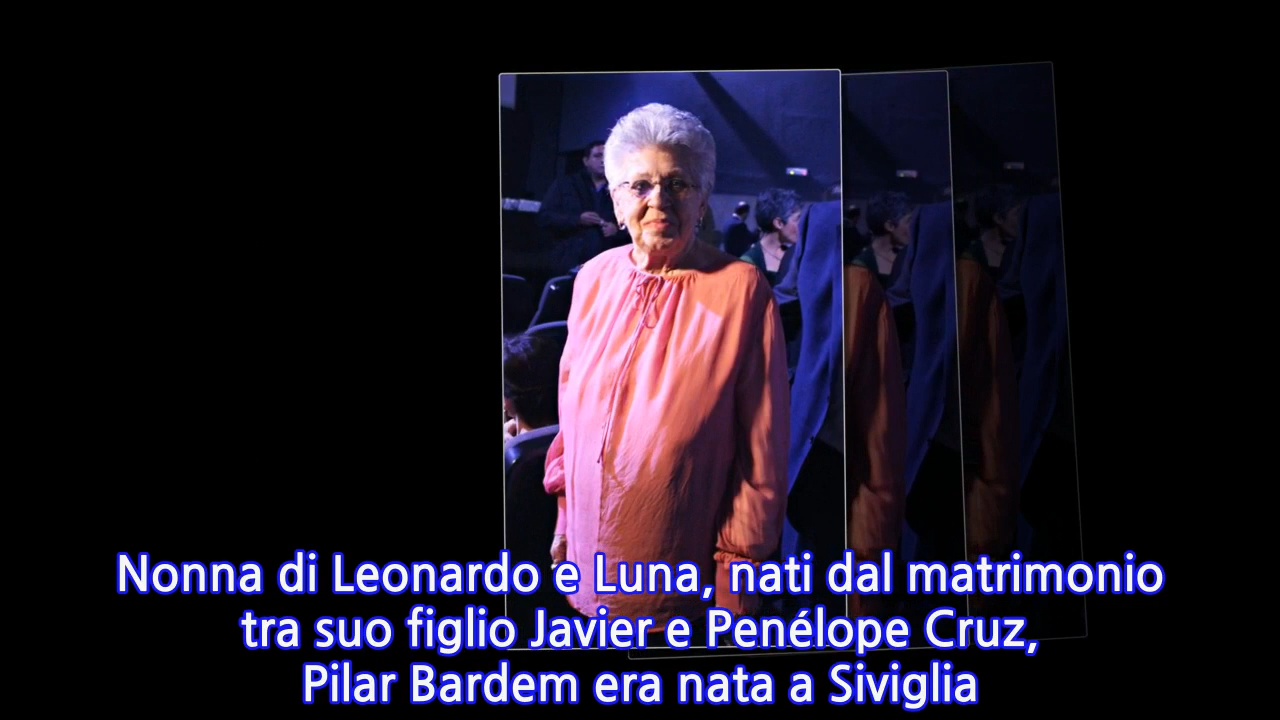 Nonna di Leonardo e Luna, nati dal matrimonio
tra suo figlio Javier e Penélope Cruz,
Pilar Bardem era nata a Siviglia